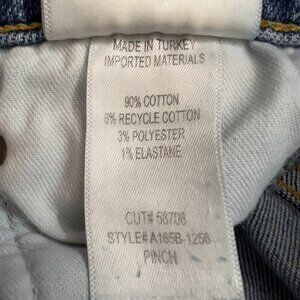 MADE IN TURKEY
IMPORTED MATERIALS
90% COTTON
6% RECYCLE COTTON
3% POLYESTER
1% ELASTANE
CUT# 58706
STYLE# A165B-1256
PINCH